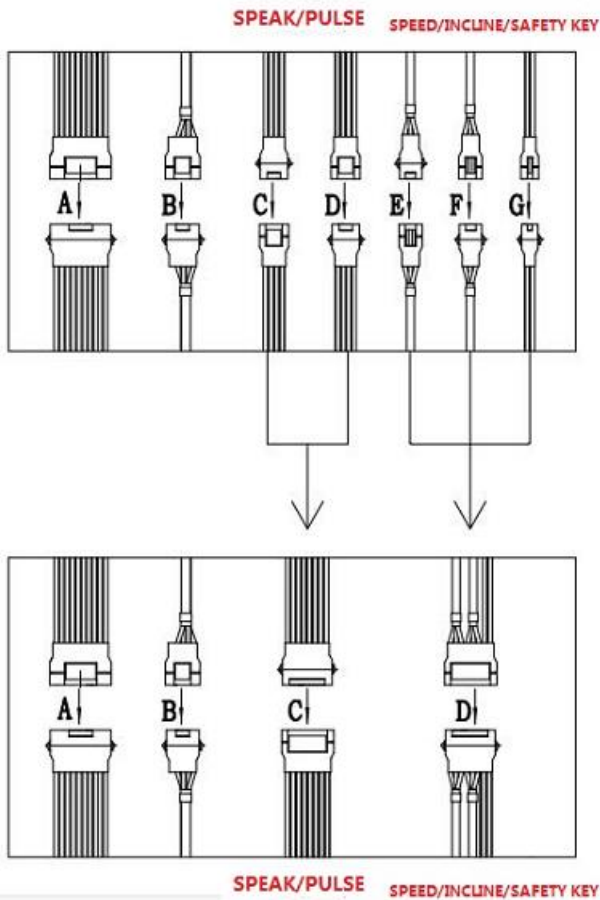 SPEAK/PULSE
SPEED/INCLINE/SAFETY KEY
A B C D E F G
A B C D
SPEAK/PULSE
SPEED/INCLINE/SAFETY KEY